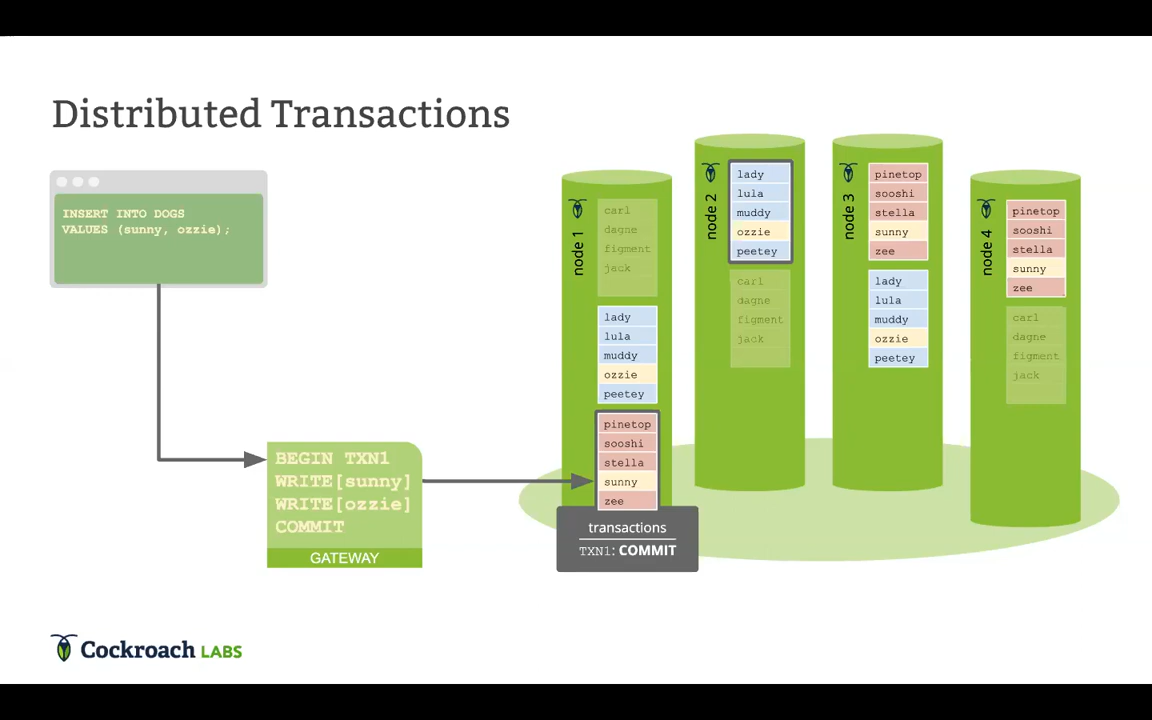 Distributed Transactions
INSERT INTO DOGS
VALUES (sunny, ozzie);
BEGIN TXN1
WRITE[sunny]
WRITE[ozzie]
COMMIT
GATEWAY
node 1
carl
dagne
figment
jack
lady
lula
muddy
ozzie
peetey
pinetop
sooshi
stella
sunny
zee
transactions
TXN1: COMMIT
node 2
lady
lula
muddy
ozzie
peetey
carl
dagne
figment
jack
node 3
pinetop
sooshi
stella
sunny
zee
lady
lula
muddy
ozzie
peetey
node 4
pinetop
sooshi
stella
sunny
zee
carl
dagne
figment
jack
Cockroach LABS